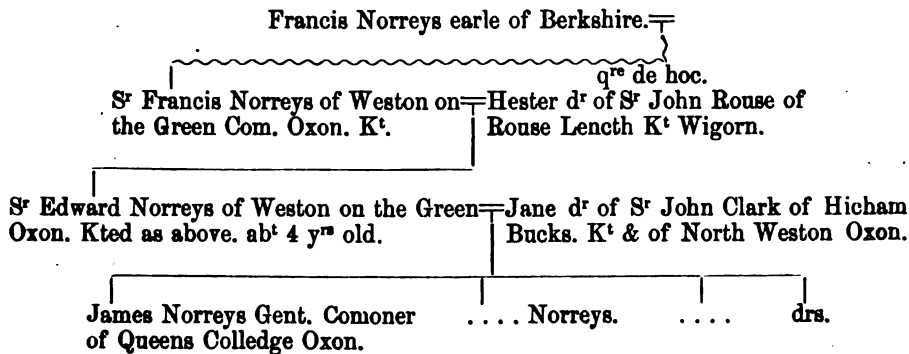 Francis Norreys earle of Berkshire.
qʳᵉ de hoc.
Sʳ Francis Norreys of Weston on Hester dʳ of Sʳ John Rouse of
the Green Com. Oxon. Kᵗ. Rouse Lencth Kᵗ Wigorn.
Sʳ Edward Norreys of Weston on the Green Jane dʳ of Sʳ John Clark of Hicham
Oxon. Kted as above. abᵗ 4 yʳˢ old. Bucks. Kᵗ & of North Weston Oxon.
James Norreys Gent. Comoner .... Norreys. .... drs.
of Queens Colledge Oxon.